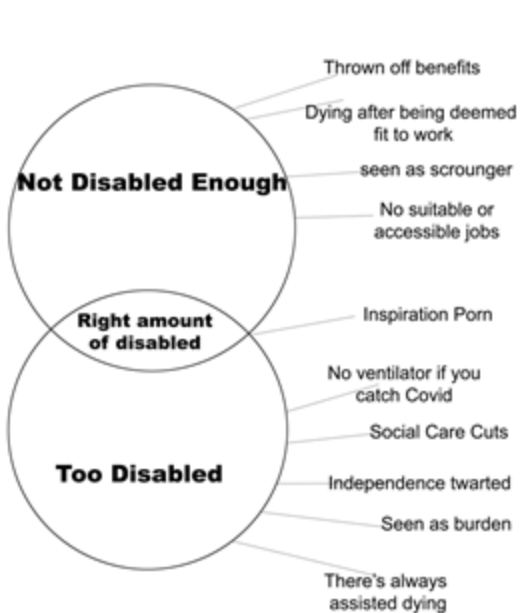 Thrown off benefits
Dying after being deemed
fit to work
Not Disabled Enough
seen as scrounger
No suitable or
accessible jobs
Right amount
of disabled
Inspiration Porn
No ventilator if you
catch Covid
Social Care Cuts
Too Disabled
Independence twarted
Seen as burden
There's always
assisted dying